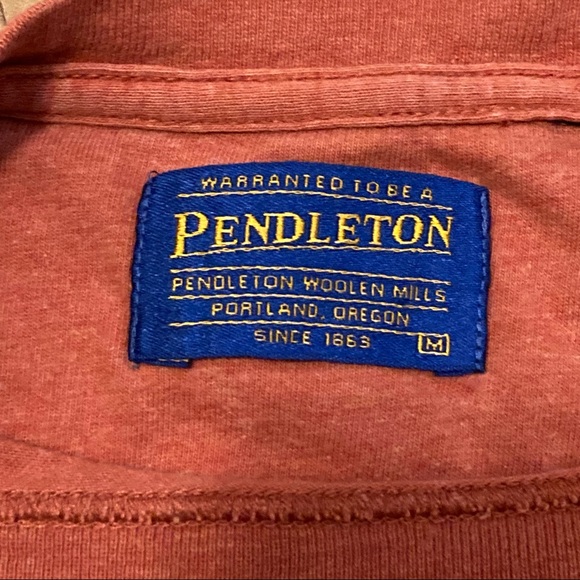 WARRANTED TO BE A
PENDLETON
PENDLETON WOOLEN MILLS
PORTLAND, OREGON
SINCE 1863
M